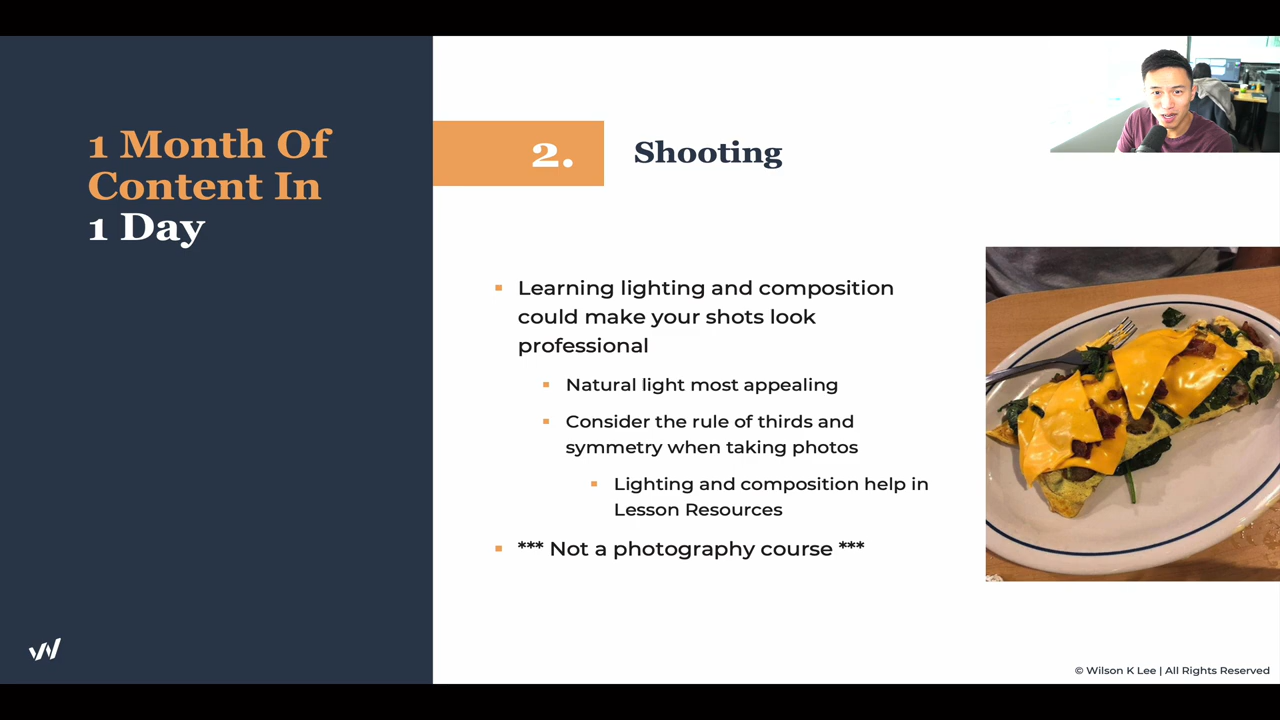 1 Month Of
Content In
1 Day
2.
Shooting
Learning lighting and composition
could make your shots look
professional
Natural light most appealing
Consider the rule of thirds and
symmetry when taking photos
Lighting and composition help in
Lesson Resources
*** Not a photography course ***
© Wilson K Lee | All Rights Reserved